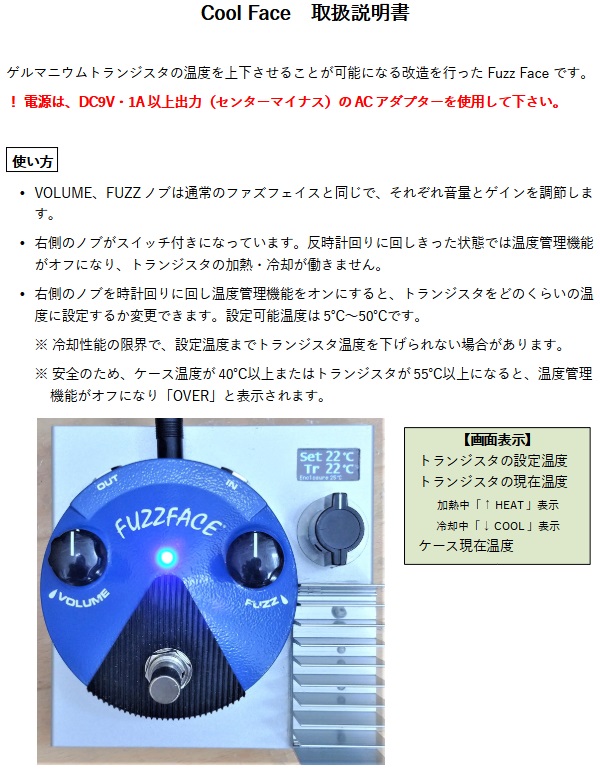 Cool Face　取扱説明書
ゲルマニウムトランジスタの温度を上下させることが可能になる改造を行った Fuzz Face です。
！ 電源は、DC9V・1A 以上出力（センターマイナス）の AC アダプターを使用して下さい。
使い方
• VOLUME、FUZZ ノブは通常のファズフェイスと同じで、それぞれ音量とゲインを調節しま
す。
• 右側のノブがスイッチ付きになっています。反時計回りに回しきった状態では温度管理機能
がオフになり、トランジスタの加熱・冷却が働きません。
• 右側のノブを時計回りに回し温度管理機能をオンにすると、トランジスタをどのくらいの温
度に設定するか変更できます。設定可能温度は 5℃～50℃です。
※ 冷却性能の限界で、設定温度までトランジスタ温度を下げられない場合があります。
※ 安全のため、ケース温度が 40℃以上またはトランジスタが 55℃以上になると、温度管理
機能がオフになり「OVER」と表示されます。
Set 22℃
Tr 22℃
Enclosure 25℃
OUT
IN
FUZZ FACE
VOLUME
FUZZ
【画面表示】
トランジスタの設定温度
トランジスタの現在温度
加熱中「 ↑ HEAT 」表示
冷却中「 ↓ COOL 」表示
ケース現在温度